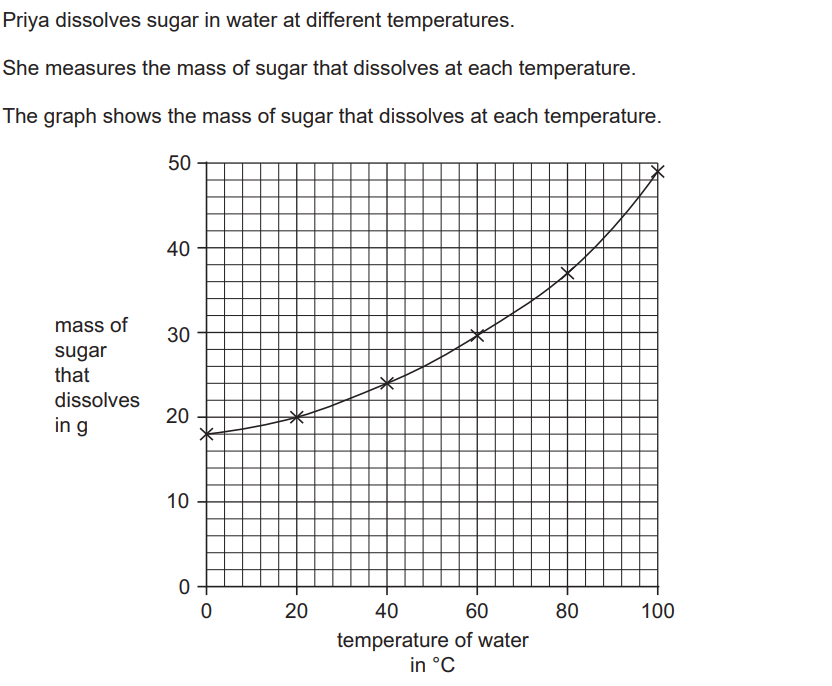 Priya dissolves sugar in water at different temperatures.
She measures the mass of sugar that dissolves at each temperature.
The graph shows the mass of sugar that dissolves at each temperature.
50
40
30
20
10
0
mass of
sugar
that
dissolves
in g
0 20 40 60 80 100
temperature of water
in °C